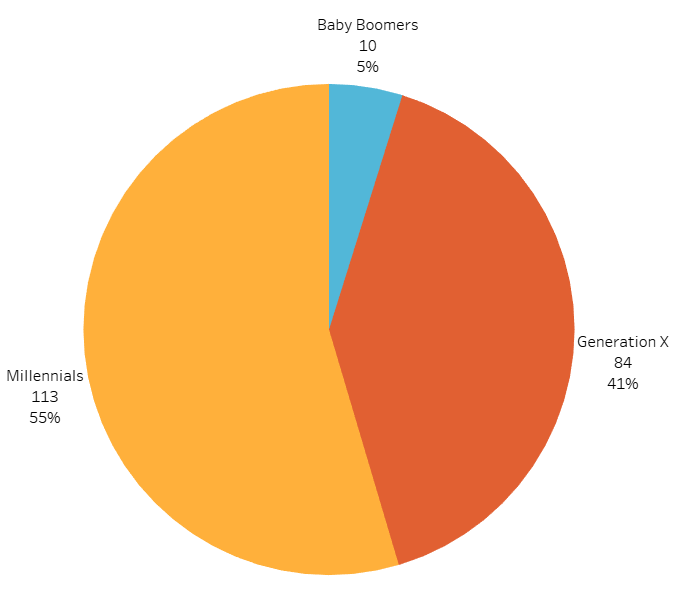 Baby Boomers
10
5%
Generation X
84
41%
Millennials
113
55%